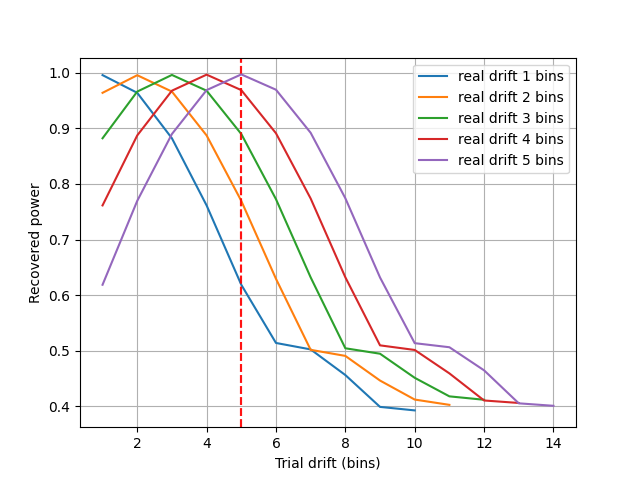 1.0
0.9
0.8
0.7
0.6
0.5
0.4
Recovered power
real drift 1 bins
real drift 2 bins
real drift 3 bins
real drift 4 bins
real drift 5 bins
2 4 6 8 10 12 14
Trial drift (bins)